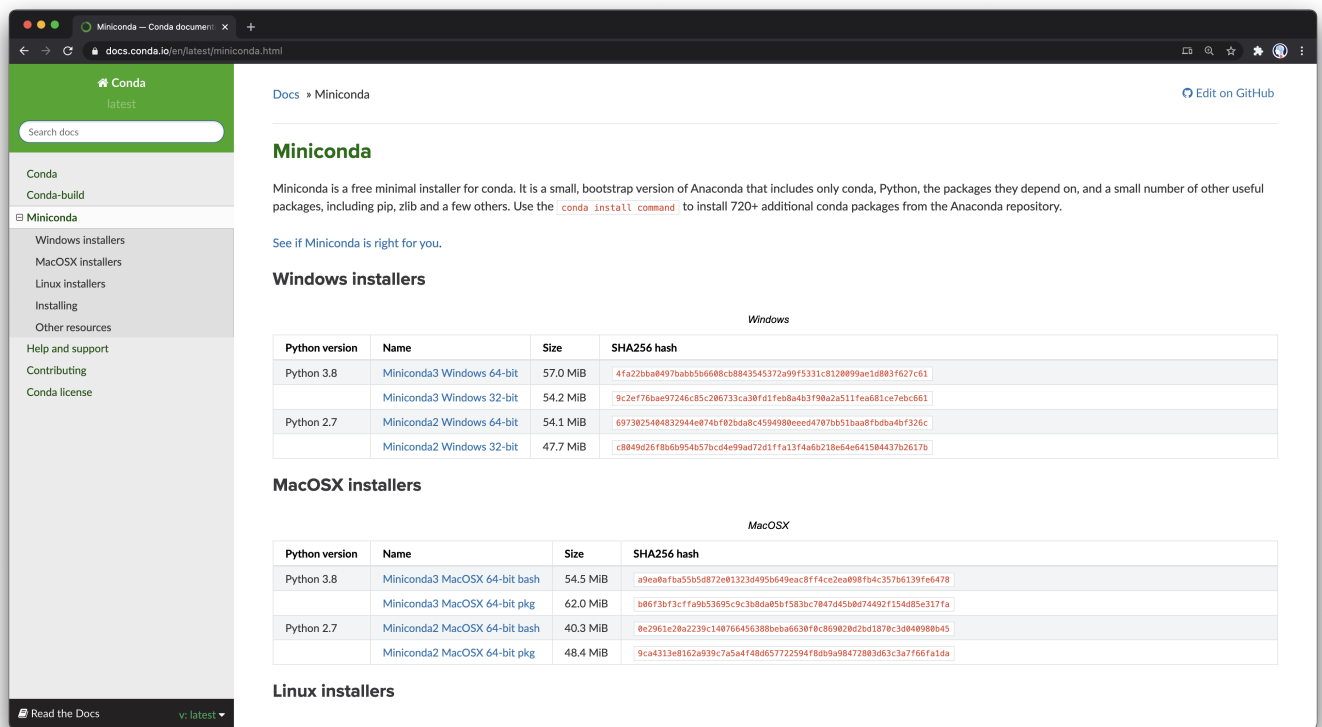 Miniconda — Conda document
docs.conda.io/en/latest/miniconda.html
Conda
latest
Search docs
Conda
Conda-build
Miniconda
Windows installers
MacOSX installers
Linux installers
Installing
Other resources
Help and support
Contributing
Conda license
Read the Docs
v: latest
Docs » Miniconda
Edit on GitHub
Miniconda
Miniconda is a free minimal installer for conda. It is a small, bootstrap version of Anaconda that includes only conda, Python, the packages they depend on, and a small number of other useful
packages, including pip, zlib and a few others. Use the conda install command to install 720+ additional conda packages from the Anaconda repository.
See if Miniconda is right for you.
Windows installers
Windows
Python version Name Size SHA256 hash
Python 3.8 Miniconda3 Windows 64-bit 57.0 MiB 4fa22bba0497babb5b6608cb8843545372a99f5331c8120099ae1d803f627c61
Miniconda3 Windows 32-bit 54.2 MiB 9c2ef76bae97246c85c206733ca30fd1feb8a4b3f90a2a511fea681ce7ebc661
Python 2.7 Miniconda2 Windows 64-bit 54.1 MiB 6973025404832944e074bf02bda8c4594980eeed4707bb51baa8fbdba4bf326c
Miniconda2 Windows 32-bit 47.7 MiB c8049d26f8b6b954b57bcd4e99ad72d1ffa13f4a6b218e64e641504437b2617b
MacOSX installers
MacOSX
Python version Name Size SHA256 hash
Python 3.8 Miniconda3 MacOSX 64-bit bash 54.5 MiB a9ea0afba55b5d872e01323d495b649eac8ff4ce2ea098fb4c357b6139fe6478
Miniconda3 MacOSX 64-bit pkg 62.0 MiB b06f3bf3cffa9b53695c9c3b8da05bf583bc7047d45b0d74492f154d85e317fa
Python 2.7 Miniconda2 MacOSX 64-bit bash 40.3 MiB 0e2961e20a2239c140766456388beba6630f0c869020d2bd1870c3d040980b45
Miniconda2 MacOSX 64-bit pkg 48.4 MiB 9ca4313e8162a939c7a5a4f48d657722594f8db9a98472803d63c3a7f66fa1da
Linux installers